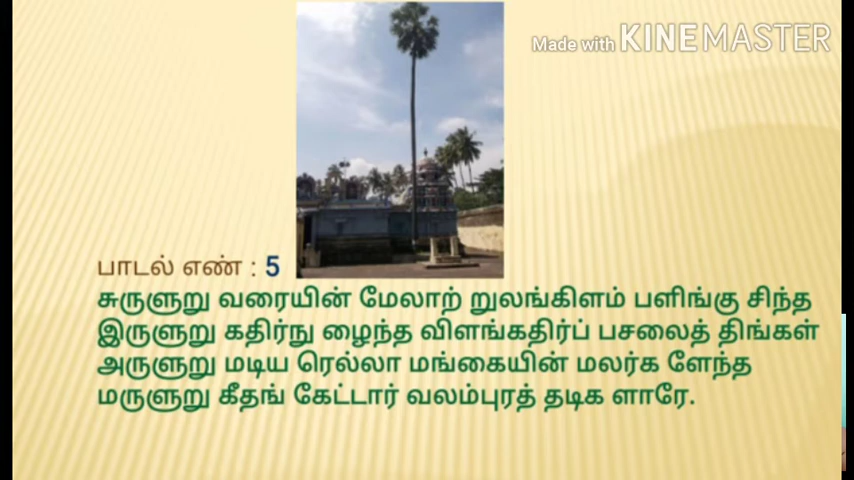 Made with KINEMASTER
பாடல் எண் : 5
சுருளுறு வரையின் மேலாற் றுலங்கிளம் பளிங்கு சிந்த
இருளுறு கதிர்நு ழைந்த விளங்கதிர்ப் பசலைத் திங்கள்
அருளுறு மடிய ரெல்லா மங்கையின் மலர்க ளேந்த
மருளுறு கீதங் கேட்டார் வலம்புரத் தடிக ளாரே.